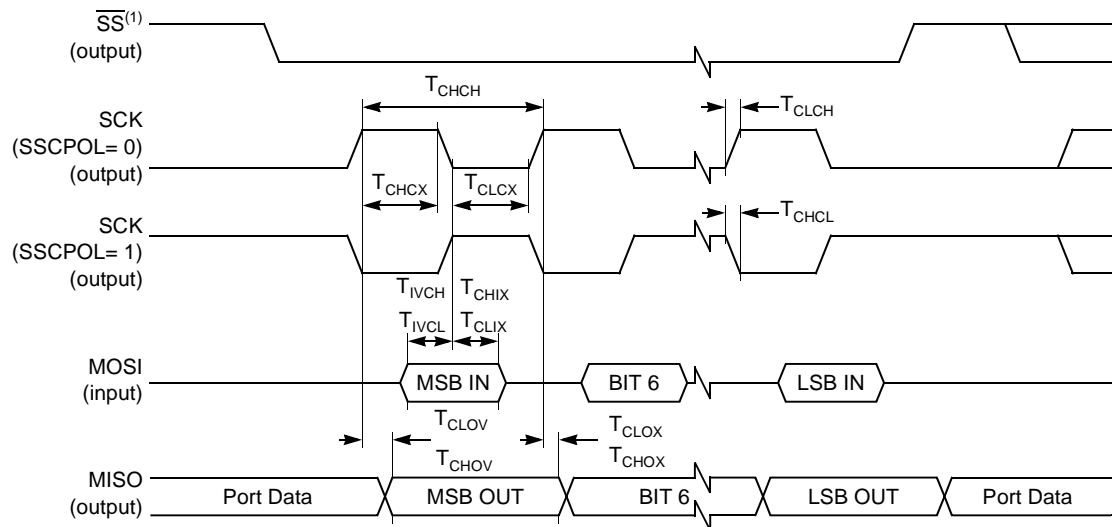 SS(1)
(output)
TCHCH
TCLCH
SCK
(SSCPOL= 0)
(output)
TCHCX
TCLCX
TCHCL
SCK
(SSCPOL= 1)
(output)
TIVCH
TCHIX
TIVCL
TCLIX
MOSI
(input)
MSB IN
BIT 6
LSB IN
TCLOV
TCLOX
TCHOV
TCHOX
MISO
(output)
Port Data
MSB OUT
BIT 6
LSB OUT
Port Data